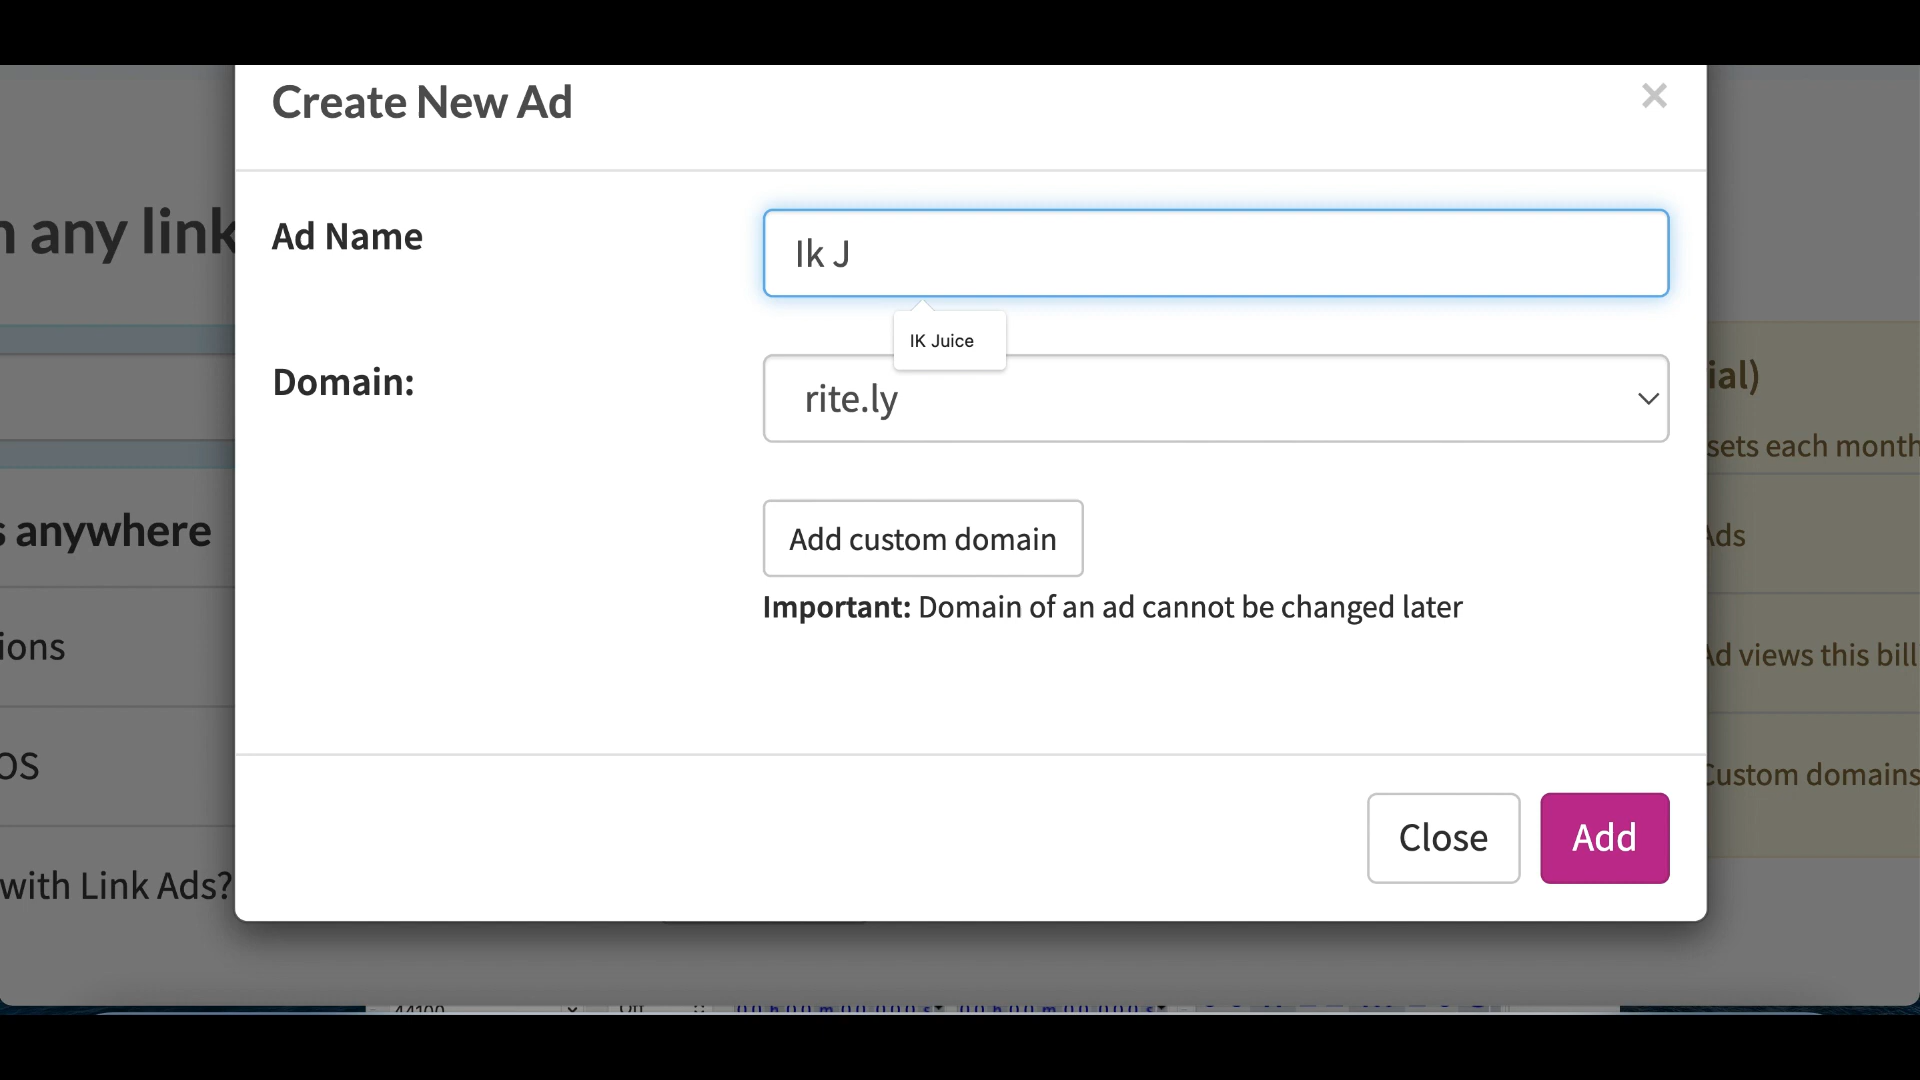 Create New Ad
×
any link
Ad Name
Ik J
IK Juice
Domain:
rite.ly
ial)
sets each month
s anywhere
Add custom domain
Ads
Important: Domain of an ad cannot be changed later
ions
Ad views this bill
OS
Custom domains
Close
Add
with Link Ads?